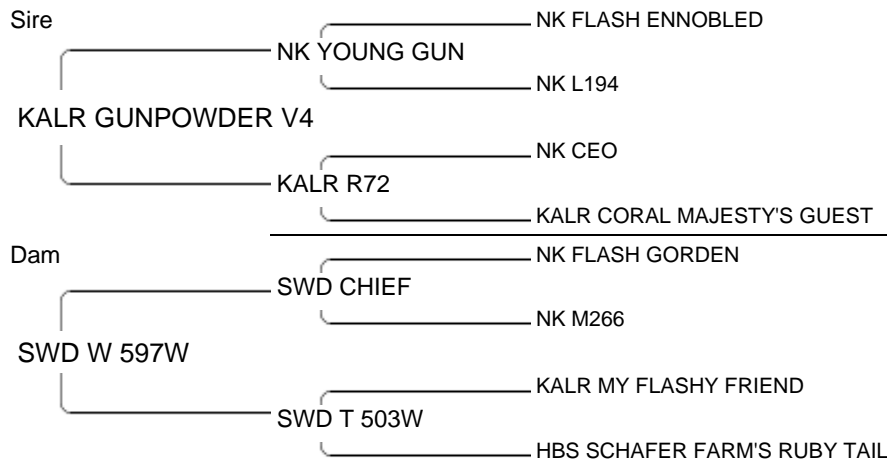 Sire
NK FLASH ENNOBLED
NK YOUNG GUN
NK L194
KALR GUNPOWDER V4
NK CEO
KALR R72
KALR CORAL MAJESTY'S GUEST
Dam
NK FLASH GORDEN
SWD CHIEF
NK M266
SWD W 597W
KALR MY FLASHY FRIEND
SWD T 503W
HBS SCHAFER FARM'S RUBY TAIL